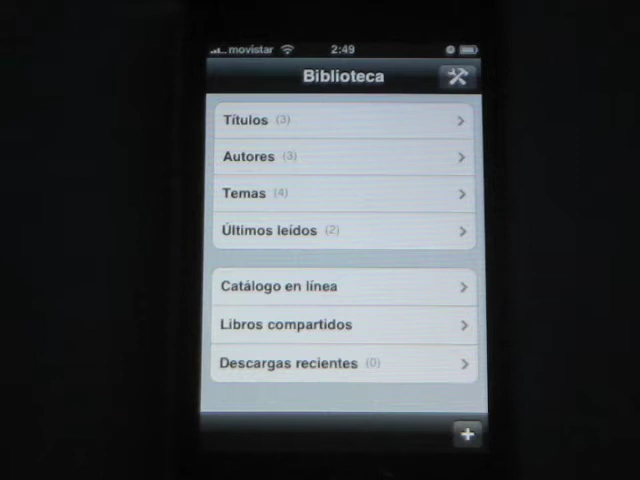 movistar 2:49
Biblioteca
Títulos (3)
Autores (3)
Temas (4)
Últimos leídos (2)
Catálogo en línea
Libros compartidos
Descargas recientes (0)
+